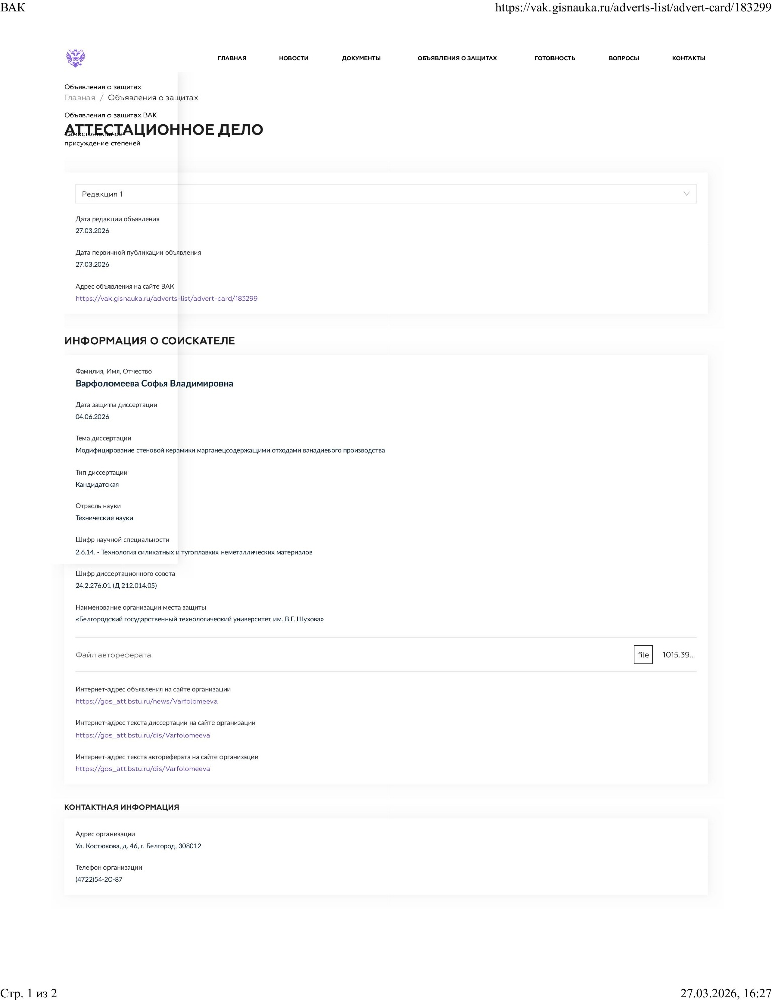 ВАК
https://vak.gisnauka.ru/adverts-list/advert-card/183299
ГЛАВНАЯ
НОВОСТИ
ДОКУМЕНТЫ
ОБЪЯВЛЕНИЯ О ЗАЩИТАХ
ГОТОВНОСТЬ
ВОПРОСЫ
КОНТАКТЫ
Объявления о защитах
Главная / Объявления о защитах
Объявления о защитах ВАК
АТТЕСТАЦИОННОЕ ДЕЛО
Самостоятельное
присуждение степеней
Редакция 1
Дата редакции объявления
27.03.2026
Дата первичной публикации объявления
27.03.2026
Адрес объявления на сайте ВАК
https://vak.gisnauka.ru/adverts-list/advert-card/183299
ИНФОРМАЦИЯ О СОИСКАТЕЛЕ
Фамилия, Имя, Отчество
Варфоломеева Софья Владимировна
Дата защиты диссертации
04.06.2026
Тема диссертации
Модифицирование стеновой керамики марганецсодержащими отходами ванадиевого производства
Тип диссертации
Кандидатская
Отрасль науки
Технические науки
Шифр научной специальности
2.6.14. - Технология силикатных и тугоплавких неметаллических материалов
Шифр диссертационного совета
24.2.276.01 (Д 212.014.05)
Наименование организации места защиты
«Белгородский государственный технологический университет им. В.Г. Шухова»
Файл автореферата
file
1015.39...
Интернет-адрес объявления на сайте организации
https://gos_att.bstu.ru/news/Varfolomeeva
Интернет-адрес текста диссертации на сайте организации
https://gos_att.bstu.ru/dis/Varfolomeeva
Интернет-адрес текста автореферата на сайте организации
https://gos_att.bstu.ru/dis/Varfolomeeva
КОНТАКТНАЯ ИНФОРМАЦИЯ
Адрес организации
Ул. Костюкова, д. 46, г. Белгород, 308012
Телефон организации
(4722)54-20-87
Стр. 1 из 2
27.03.2026, 16:27